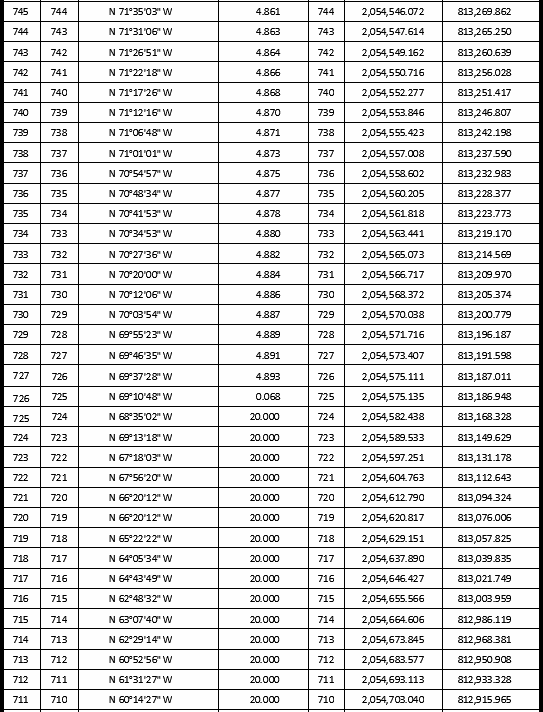 745 744 N 71°35'03" W 4.861 744 2,054,546.072 813,269.862
744 743 N 71°31'06" W 4.863 743 2,054,547.614 813,265.250
743 742 N 71°26'51" W 4.864 742 2,054,549.162 813,260.639
742 741 N 71°22'18" W 4.866 741 2,054,550.716 813,256.028
741 740 N 71°17'26" W 4.868 740 2,054,552.277 813,251.417
740 739 N 71°12'16" W 4.870 739 2,054,553.846 813,246.807
739 738 N 71°06'48" W 4.871 738 2,054,555.423 813,242.198
738 737 N 71°01'01" W 4.873 737 2,054,557.008 813,237.590
737 736 N 70°54'57" W 4.875 736 2,054,558.602 813,232.983
736 735 N 70°48'34" W 4.877 735 2,054,560.205 813,228.377
735 734 N 70°41'53" W 4.878 734 2,054,561.818 813,223.773
734 733 N 70°34'53" W 4.880 733 2,054,563.441 813,219.170
733 732 N 70°27'36" W 4.882 732 2,054,565.073 813,214.569
732 731 N 70°20'00" W 4.884 731 2,054,566.717 813,209.970
731 730 N 70°12'06" W 4.886 730 2,054,568.372 813,205.374
730 729 N 70°03'54" W 4.887 729 2,054,570.038 813,200.779
729 728 N 69°55'23" W 4.889 728 2,054,571.716 813,196.187
728 727 N 69°46'35" W 4.891 727 2,054,573.407 813,191.598
727 726 N 69°37'28" W 4.893 726 2,054,575.111 813,187.011
726 725 N 69°10'48" W 0.068 725 2,054,575.135 813,186.948
725 724 N 68°35'02" W 20.000 724 2,054,582.438 813,168.328
724 723 N 69°13'18" W 20.000 723 2,054,589.533 813,149.629
723 722 N 67°18'03" W 20.000 722 2,054,597.251 813,131.178
722 721 N 67°56'20" W 20.000 721 2,054,604.763 813,112.643
721 720 N 66°20'12" W 20.000 720 2,054,612.790 813,094.324
720 719 N 66°20'12" W 20.000 719 2,054,620.817 813,076.006
719 718 N 65°22'22" W 20.000 718 2,054,629.151 813,057.825
718 717 N 64°05'34" W 20.000 717 2,054,637.890 813,039.835
717 716 N 64°43'49" W 20.000 716 2,054,646.427 813,021.749
716 715 N 62°48'32" W 20.000 715 2,054,655.566 813,003.959
715 714 N 63°07'40" W 20.000 714 2,054,664.606 812,986.119
714 713 N 62°29'14" W 20.000 713 2,054,673.845 812,968.381
713 712 N 60°52'56" W 20.000 712 2,054,683.577 812,950.908
712 711 N 61°31'27" W 20.000 711 2,054,693.113 812,933.328
711 710 N 60°14'27" W 20.000 710 2,054,703.040 812,915.965